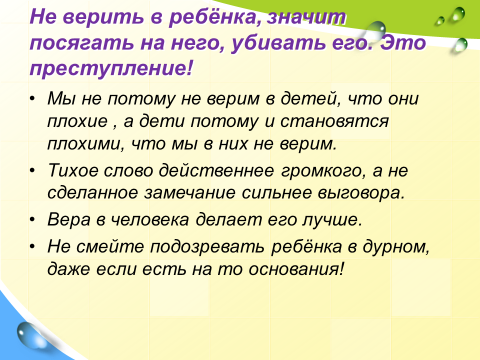 Не верить в ребёнка, значит
посягать на него, убивать его. Это
преступление!
• Мы не потому не верим в детей, что они
плохие , а дети потому и становятся
плохими, что мы в них не верим.
• Тихое слово действеннее громкого, а не
сделанное замечание сильнее выговора.
• Вера в человека делает его лучше.
• Не смейте подозревать ребёнка в дурном,
даже если есть на то основания!